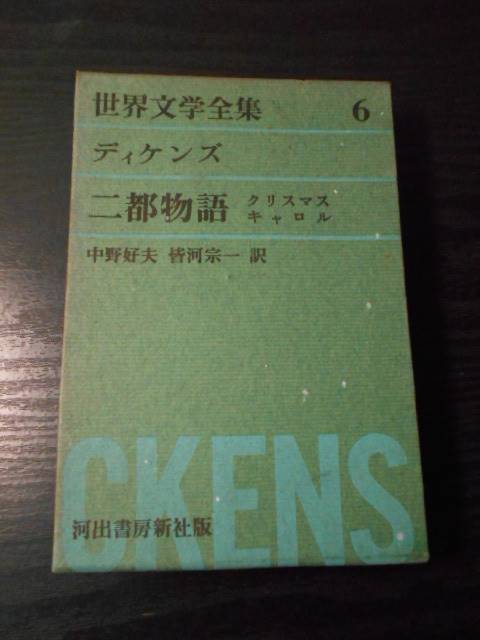 世界文学全集 6
ディケンズ
二都物語 クリスマス
キャロル
中野好夫 皆河宗一 訳
CKENS
河出書房新社版